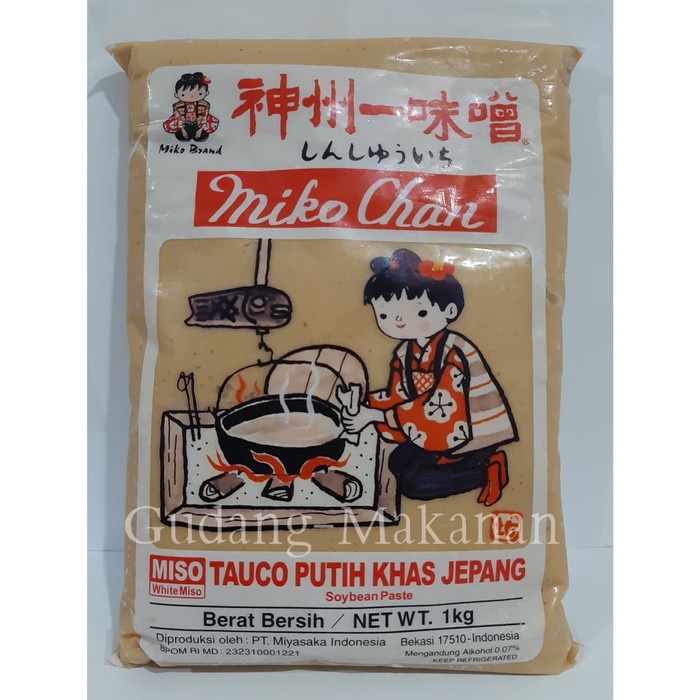 神州一味噌®
Miko Brand
しんしゅういち
Miko Chan
Gudang Makanan
MISO
White Miso
TAUCO PUTIH KHAS JEPANG
Soybean Paste
Berat Bersih / NET WT. 1kg
Diproduksi oleh : PT. Miyasaka Indonesia Bekasi 17510-Indonesia
BPOM RI MD : 232310001221 Mengandung Alkohol 0.07%
KEEP REFRIGERATED